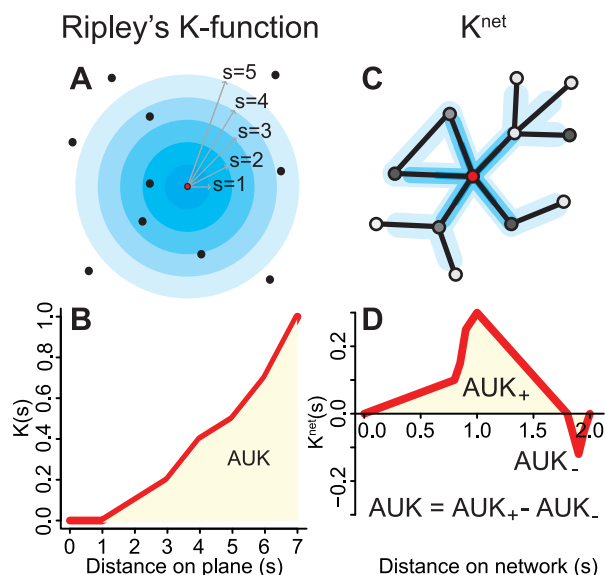 Ripley's K-function
K^net
A
s=5
s=4
s=3
s=2
s=1
C
B
K(s)
1.0
0.8
0.6
0.4
0.2
0.0
AUK
0 1 2 3 4 5 6 7
Distance on plane (s)
D
K^net(s)
0.2
0.0
−0.2
AUK₊
0.0 0.5 1.0 1.5 2.0
AUK₋
AUK = AUK₊- AUK₋
Distance on network (s)